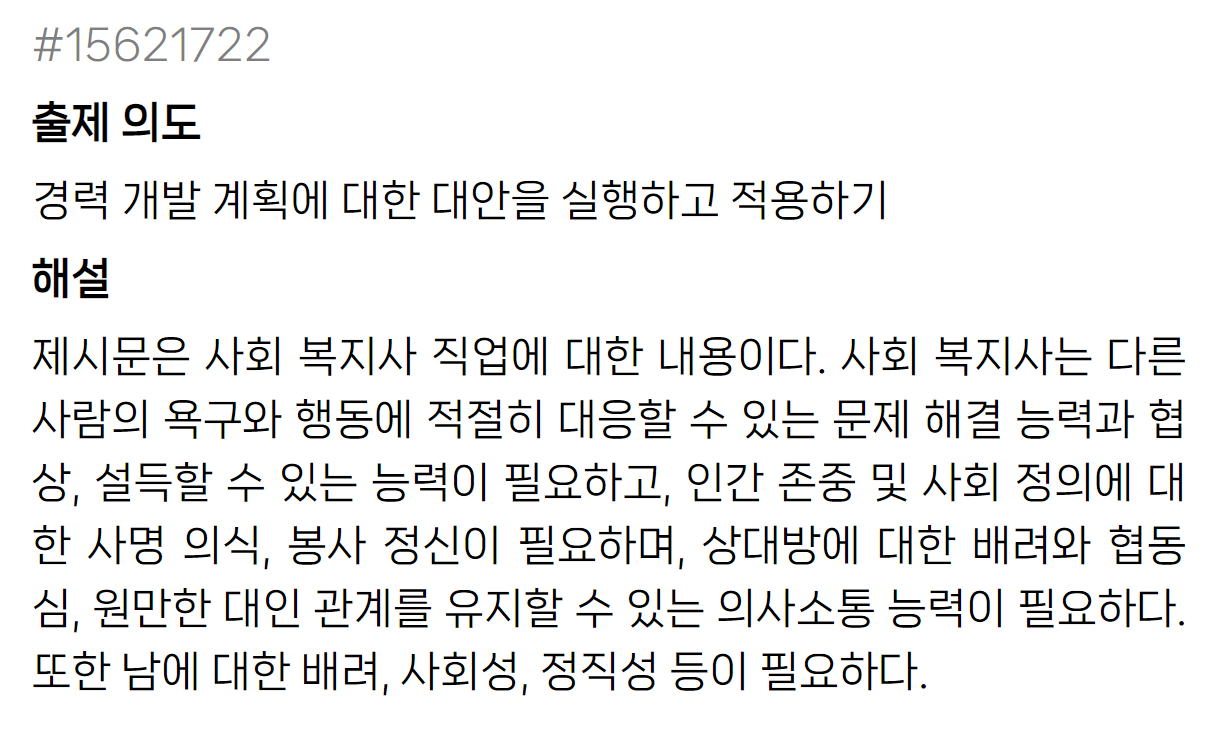 #15621722
출제 의도
경력 개발 계획에 대한 대안을 실행하고 적용하기
해설
제시문은 사회 복지사 직업에 대한 내용이다. 사회 복지사는 다른
사람의 욕구와 행동에 적절히 대응할 수 있는 문제 해결 능력과 협
상, 설득할 수 있는 능력이 필요하고, 인간 존중 및 사회 정의에 대
한 사명 의식, 봉사 정신이 필요하며, 상대방에 대한 배려와 협동
심, 원만한 대인 관계를 유지할 수 있는 의사소통 능력이 필요하다.
또한 남에 대한 배려, 사회성, 정직성 등이 필요하다.